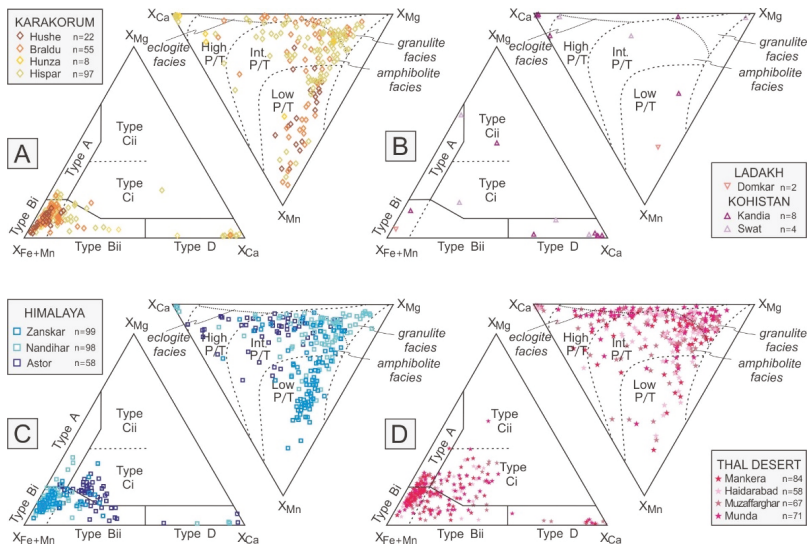 KARAKORUM
Hushe n=22
Braldu n=55
Hunza n=8
Hispar n=97
XCa
XMg
XMg
eclogite
facies
High
P/T
Int.
P/T
granulite
facies
amphibolite
facies
Low
P/T
XMn
A
Type A
Type
Cii
Type
Ci
Type Bi
XFe+Mn
Type Bii
Type D
XCa
XCa
XMg
XMg
eclogite
facies
High
P/T
Int.
P/T
granulite
facies
amphibolite
facies
Low
P/T
XMn
B
Type A
Type
Cii
Type
Ci
Type Bi
XFe+Mn
Type Bii
Type D
XCa
LADAKH
Domkar n=2
KOHISTAN
Kandia n=8
Swat n=4
HIMALAYA
Zanskar n=99
Nandihar n=98
Astor n=58
XCa
XMg
XMg
eclogite
facies
High
P/T
Int.
P/T
granulite
facies
amphibolite
facies
Low
P/T
XMn
C
Type A
Type
Cii
Type
Ci
Type Bi
XFe+Mn
Type Bii
Type D
XCa
XCa
XMg
XMg
eclogite
facies
High
P/T
Int.
P/T
granulite
facies
amphibolite
facies
Low
P/T
XMn
D
Type A
Type
Cii
Type
Ci
Type Bi
XFe+Mn
Type Bii
Type D
XCa
THAL DESERT
Mankera n=84
Haidarabad n=58
Muzaffarghar n=67
Munda n=71